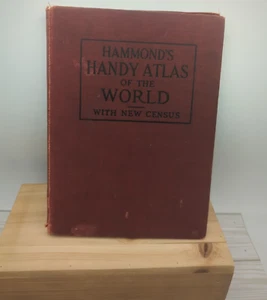 HAMMOND'S
HANDY ATLAS
OF THE
WORLD
WITH NEW CENSUS